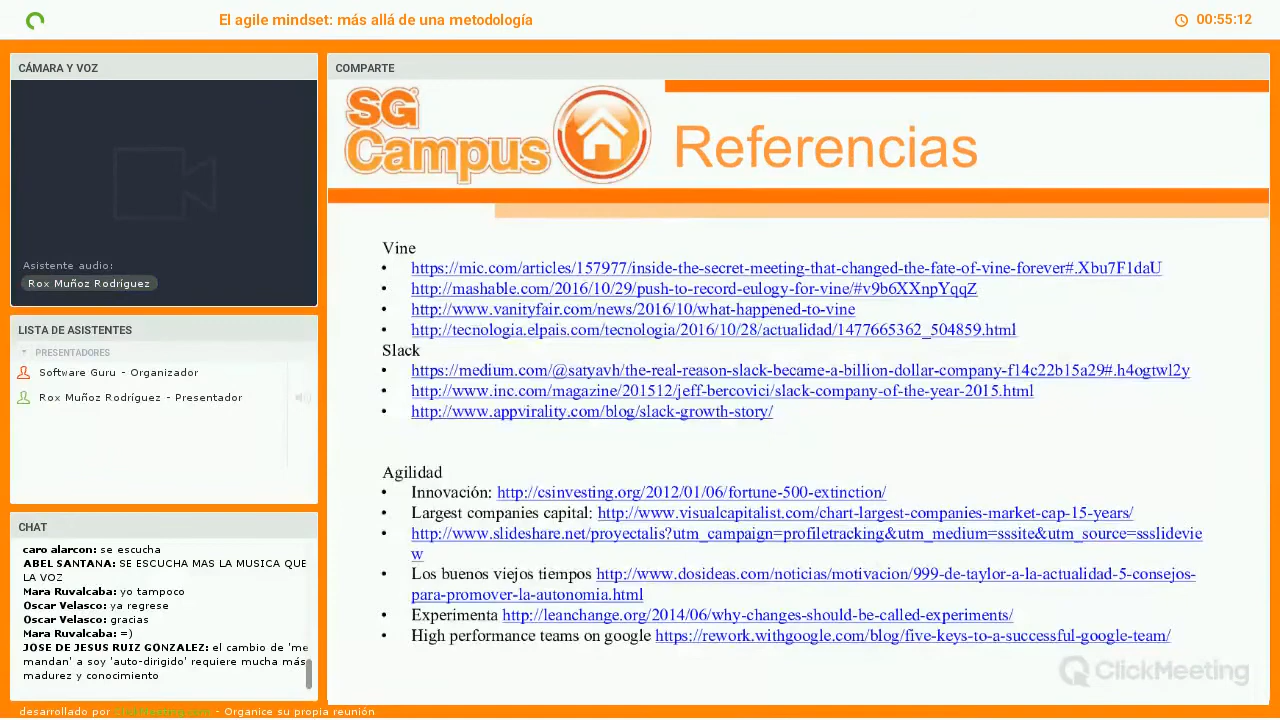 El agile mindset: más allá de una metodología
00:55:12
CÁMARA Y VOZ
Asistente audio:
Rox Muñoz Rodríguez
LISTA DE ASISTENTES
PRESENTADORES
Software Guru - Organizador
Rox Muñoz Rodríguez - Presentador
CHAT
caro alarcon: se escucha
ABEL SANTANA: SE ESCUCHA MAS LA MUSICA QUE
LA VOZ
Mara Ruvalcaba: yo tampoco
Oscar Velasco: ya regrese
Oscar Velasco: gracias
Mara Ruvalcaba: =)
JOSE DE JESUS RUIZ GONZALEZ: el cambio de 'me
mandan' a soy 'auto-dirigido' requiere mucha más
madurez y conocimiento
COMPARTE
SG
Campus
Referencias
Vine
• https://mic.com/articles/157977/inside-the-secret-meeting-that-changed-the-fate-of-vine-forever#.Xbu7F1daU
• http://mashable.com/2016/10/29/push-to-record-eulogy-for-vine/#v9b6XXnpYqqZ
• http://www.vanityfair.com/news/2016/10/what-happened-to-vine
• http://tecnologia.elpais.com/tecnologia/2016/10/28/actualidad/1477665362_504859.html
Slack
• https://medium.com/@satyavh/the-real-reason-slack-became-a-billion-dollar-company-f14c22b15a29#.h4ogtwl2y
• http://www.inc.com/magazine/201512/jeff-bercovici/slack-company-of-the-year-2015.html
• http://www.appvirality.com/blog/slack-growth-story/
Agilidad
• Innovación: http://csinvesting.org/2012/01/06/fortune-500-extinction/
• Largest companies capital: http://www.visualcapitalist.com/chart-largest-companies-market-cap-15-years/
• http://www.slideshare.net/proyectalis?utm_campaign=profiletracking&utm_medium=sssite&utm_source=ssslidevie
w
• Los buenos viejos tiempos http://www.dosideas.com/noticias/motivacion/999-de-taylor-a-la-actualidad-5-consejos-
para-promover-la-autonomia.html
• Experimenta http://leanchange.org/2014/06/why-changes-should-be-called-experiments/
• High performance teams on google https://rework.withgoogle.com/blog/five-keys-to-a-successful-google-team/
ClickMeeting
desarrollado por - Organice su propia reunión